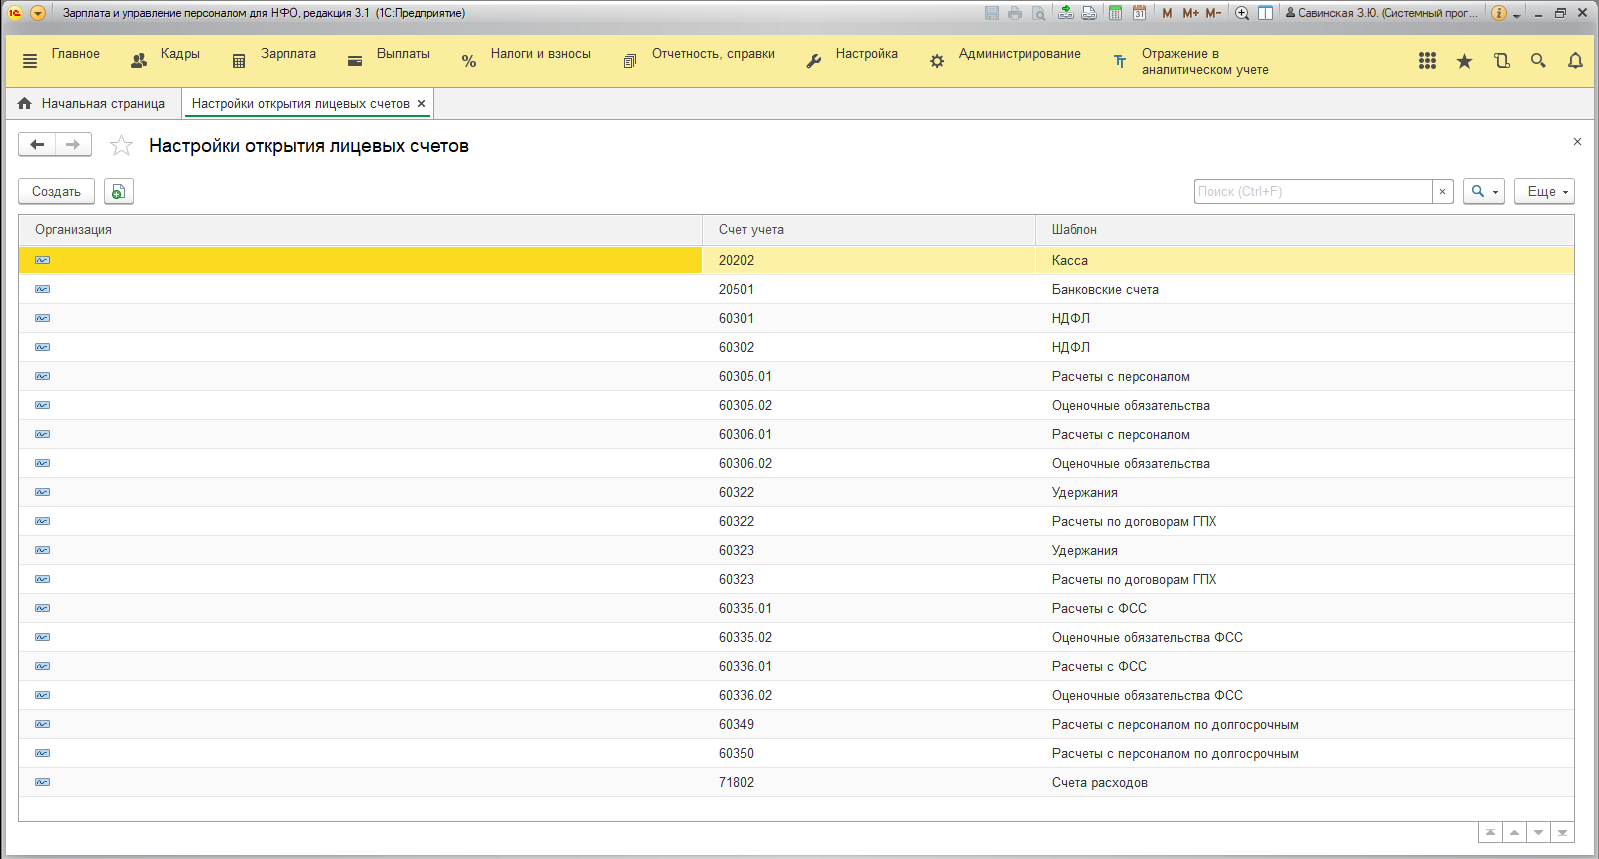 Зарплата и управление персоналом для НФО, редакция 3.1 (1С:Предприятие)
M M+ M-
Савинская З.Ю. (Системный прог...
Главное
Кадры
Зарплата
Выплаты
Налоги и взносы
Отчетность, справки
Настройка
Администрирование
Отражение в
аналитическом учете
Начальная страница
Настройки открытия лицевых счетов
Настройки открытия лицевых счетов
Создать
Поиск (Ctrl+F)
Еще
Организация Счет учета Шаблон
20202 Касса
20501 Банковские счета
60301 НДФЛ
60302 НДФЛ
60305.01 Расчеты с персоналом
60305.02 Оценочные обязательства
60306.01 Расчеты с персоналом
60306.02 Оценочные обязательства
60322 Удержания
60322 Расчеты по договорам ГПХ
60323 Удержания
60323 Расчеты по договорам ГПХ
60335.01 Расчеты с ФСС
60335.02 Оценочные обязательства ФСС
60336.01 Расчеты с ФСС
60336.02 Оценочные обязательства ФСС
60349 Расчеты с персоналом по долгосрочным
60350 Расчеты с персоналом по долгосрочным
71802 Счета расходов